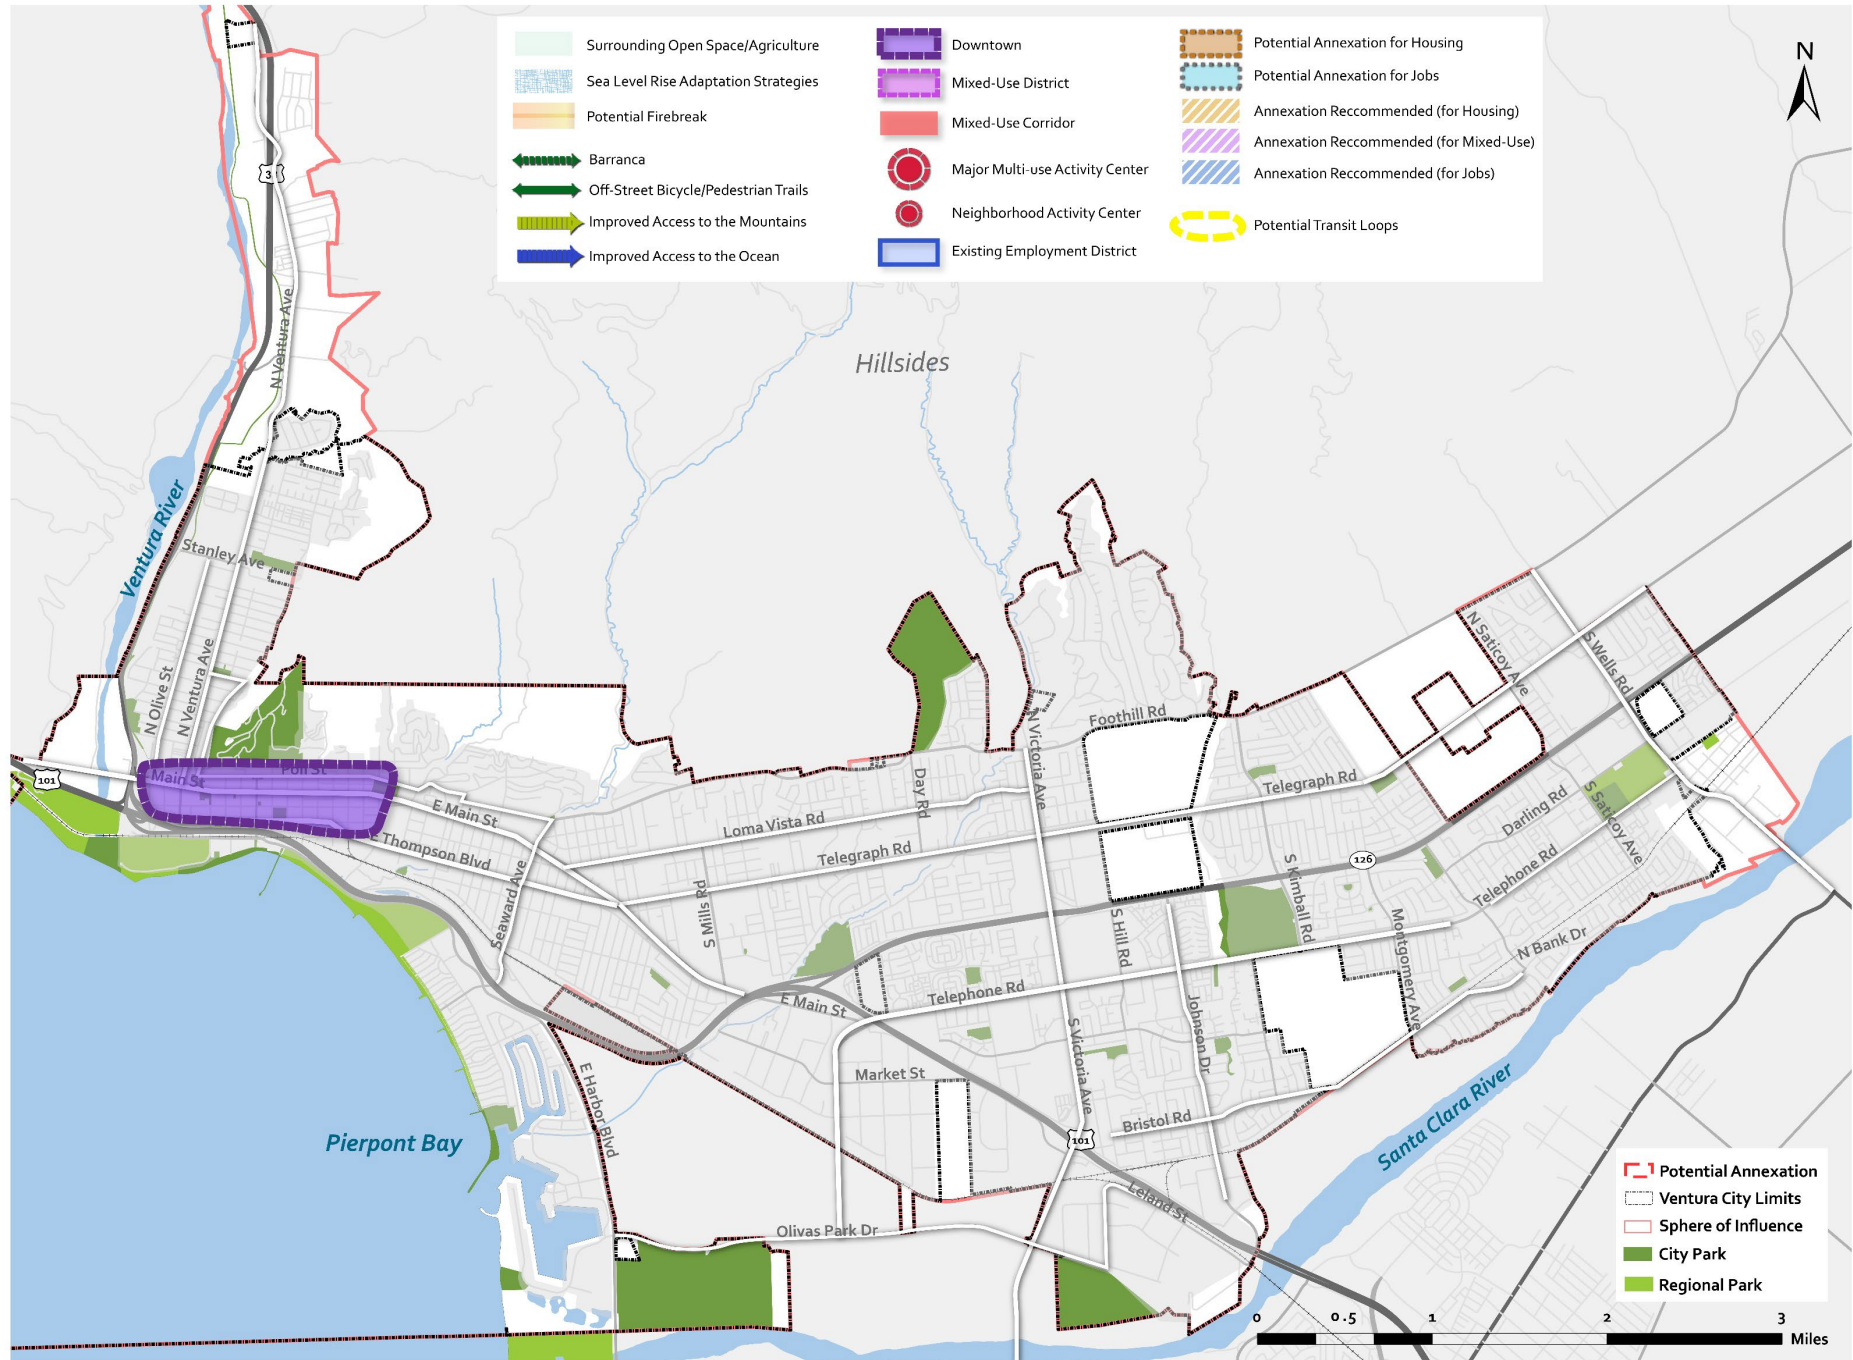 Surrounding Open Space/Agriculture
Sea Level Rise Adaptation Strategies
Potential Firebreak
Barranca
Off-Street Bicycle/Pedestrian Trails
Improved Access to the Mountains
Improved Access to the Ocean
Downtown
Mixed-Use District
Mixed-Use Corridor
Major Multi-use Activity Center
Neighborhood Activity Center
Existing Employment District
Potential Annexation for Housing
Potential Annexation for Jobs
Annexation Reccommended (for Housing)
Annexation Reccommended (for Mixed-Use)
Annexation Reccommended (for Jobs)
Potential Transit Loops
N
3
N Ventura Ave
Hillsides
Ventura River
Stanley Ave
N Olive St
N Ventura Ave
101
Main St
Poli St
E Main St
E Thompson Blvd
Seaward Ave
Loma Vista Rd
Day Rd
Telegraph Rd
S Mills Rd
N Victoria Ave
Foothill Rd
Telegraph Rd
N Saticoy Ave
S Wells Rd
S Saticoy Ave
Darling Rd
Telephone Rd
126
S Kimball Rd
Montgomery Ave
N Bank Dr
S Hill Rd
Johnson Dr
Telephone Rd
E Main St
S Victoria Ave
Market St
Bristol Rd
101
E Harbor Blvd
Pierpont Bay
Leland St
Olivas Park Dr
Santa Clara River
Potential Annexation
Ventura City Limits
Sphere of Influence
City Park
Regional Park
0 0.5 1 2 3
Miles